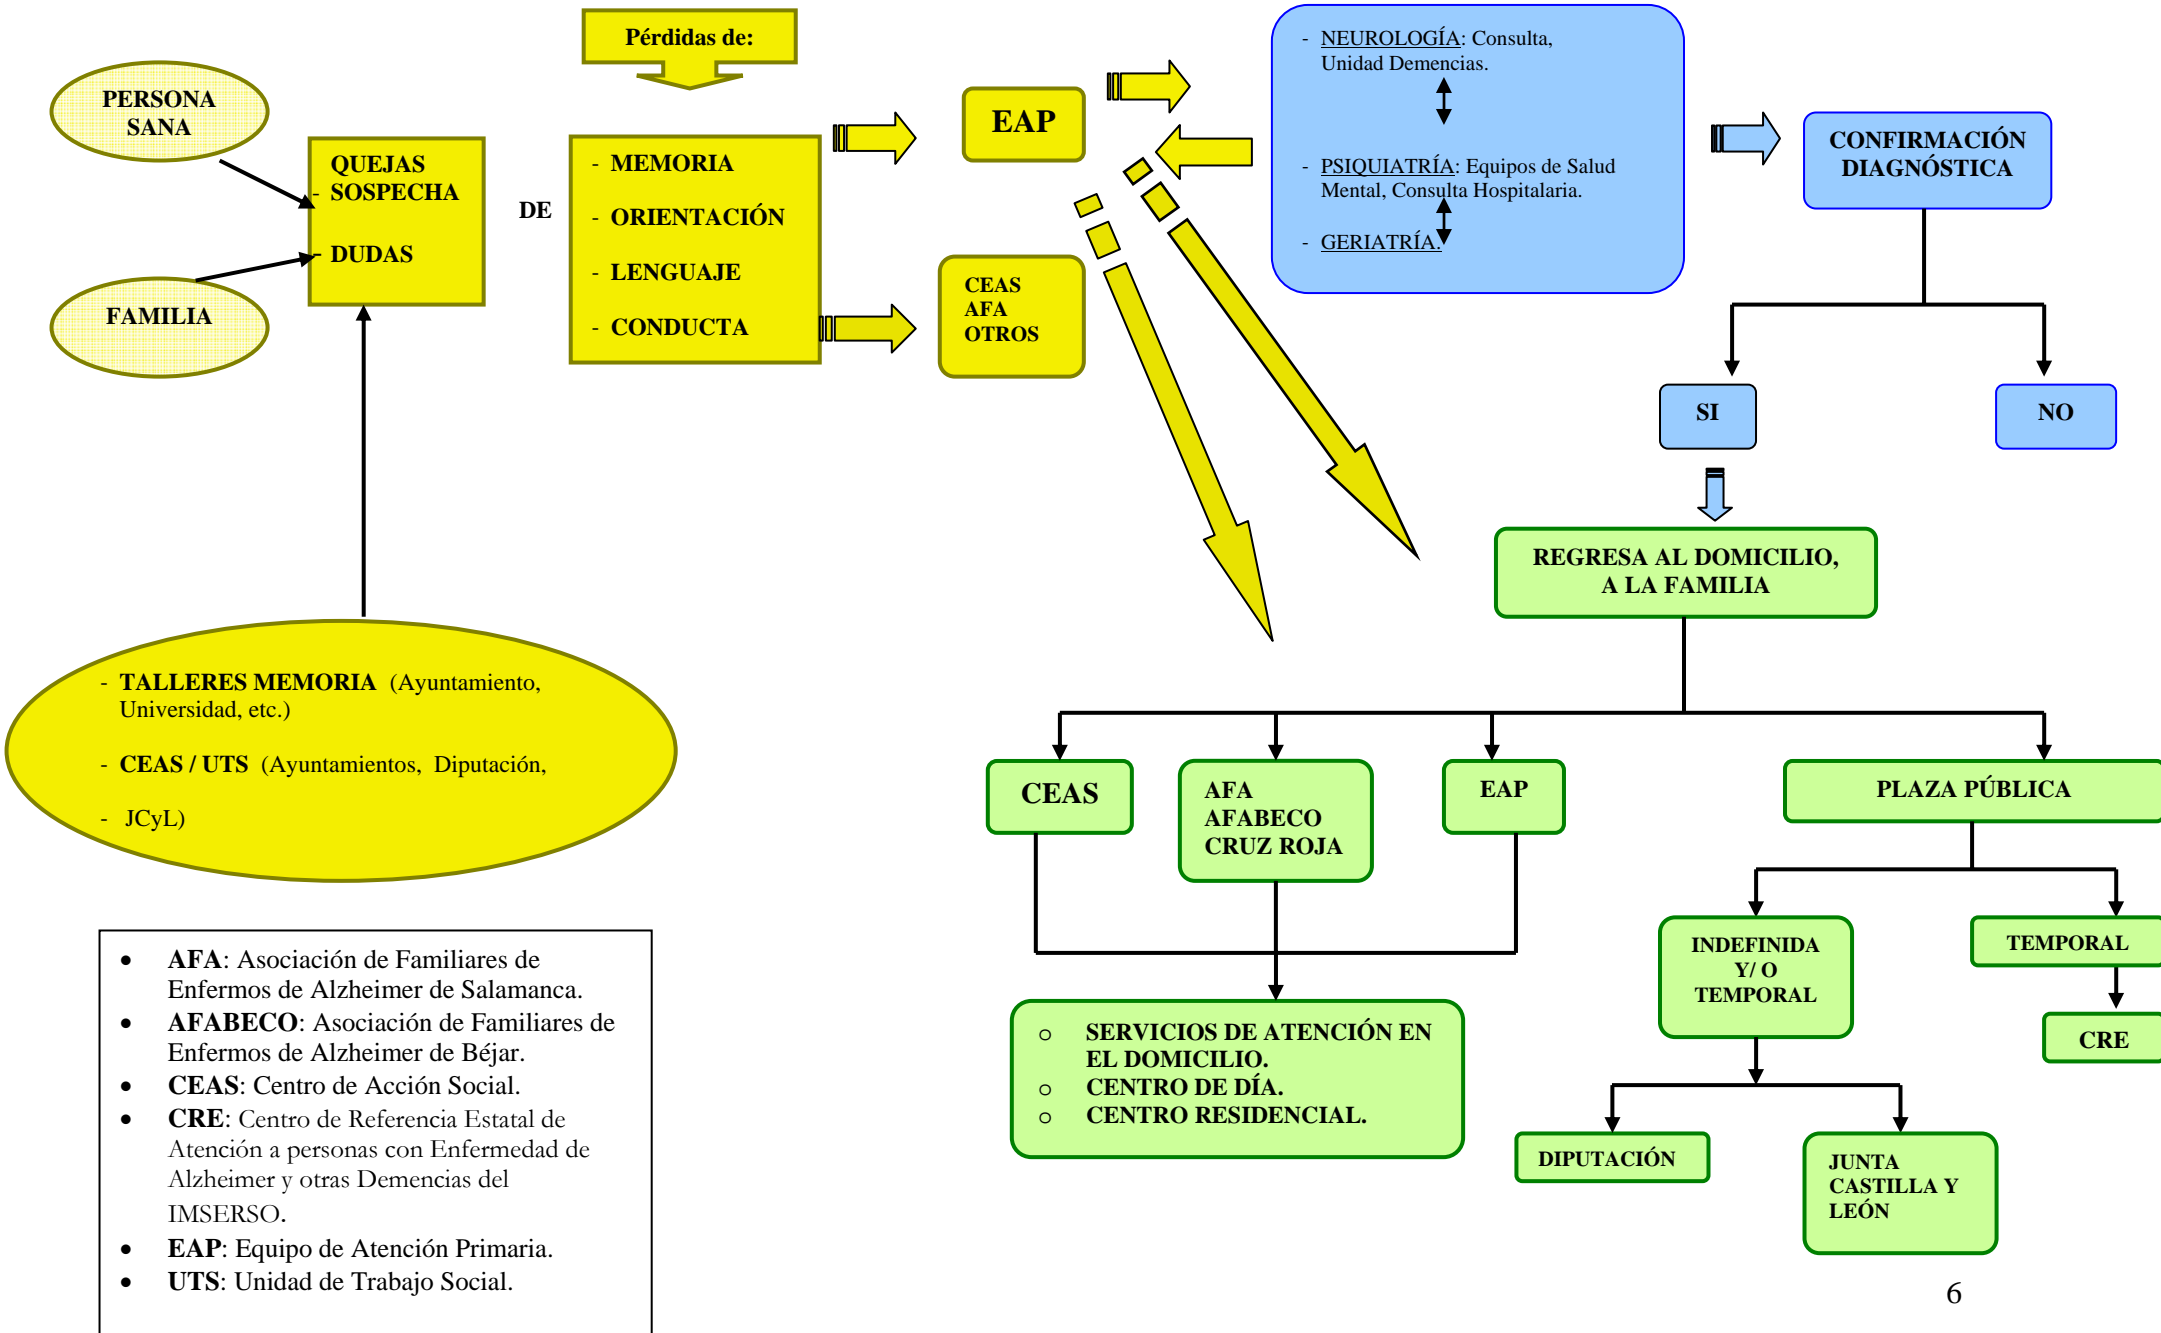 Pérdidas de:
PERSONA
SANA
FAMILIA
QUEJAS
- SOSPECHA
- DUDAS
DE
- MEMORIA
- ORIENTACIÓN
- LENGUAJE
- CONDUCTA
EAP
CEAS
AFA
OTROS
- NEUROLOGÍA: Consulta,
Unidad Demencias.
- PSIQUIATRÍA: Equipos de Salud
Mental, Consulta Hospitalaria.
- GERIATRÍA.
CONFIRMACIÓN
DIAGNÓSTICA
SI
NO
REGRESA AL DOMICILIO,
A LA FAMILIA
- TALLERES MEMORIA (Ayuntamiento,
Universidad, etc.)
- CEAS / UTS (Ayuntamientos, Diputación,
- JCyL)
CEAS
AFA
AFABECO
CRUZ ROJA
EAP
PLAZA PÚBLICA
INDEFINIDA
Y/ O
TEMPORAL
TEMPORAL
CRE
o SERVICIOS DE ATENCIÓN EN
EL DOMICILIO.
o CENTRO DE DÍA.
o CENTRO RESIDENCIAL.
DIPUTACIÓN
JUNTA
CASTILLA Y
LEÓN
• AFA: Asociación de Familiares de
Enfermos de Alzheimer de Salamanca.
• AFABECO: Asociación de Familiares de
Enfermos de Alzheimer de Béjar.
• CEAS: Centro de Acción Social.
• CRE: Centro de Referencia Estatal de
Atención a personas con Enfermedad de
Alzheimer y otras Demencias del
IMSERSO.
• EAP: Equipo de Atención Primaria.
• UTS: Unidad de Trabajo Social.
6